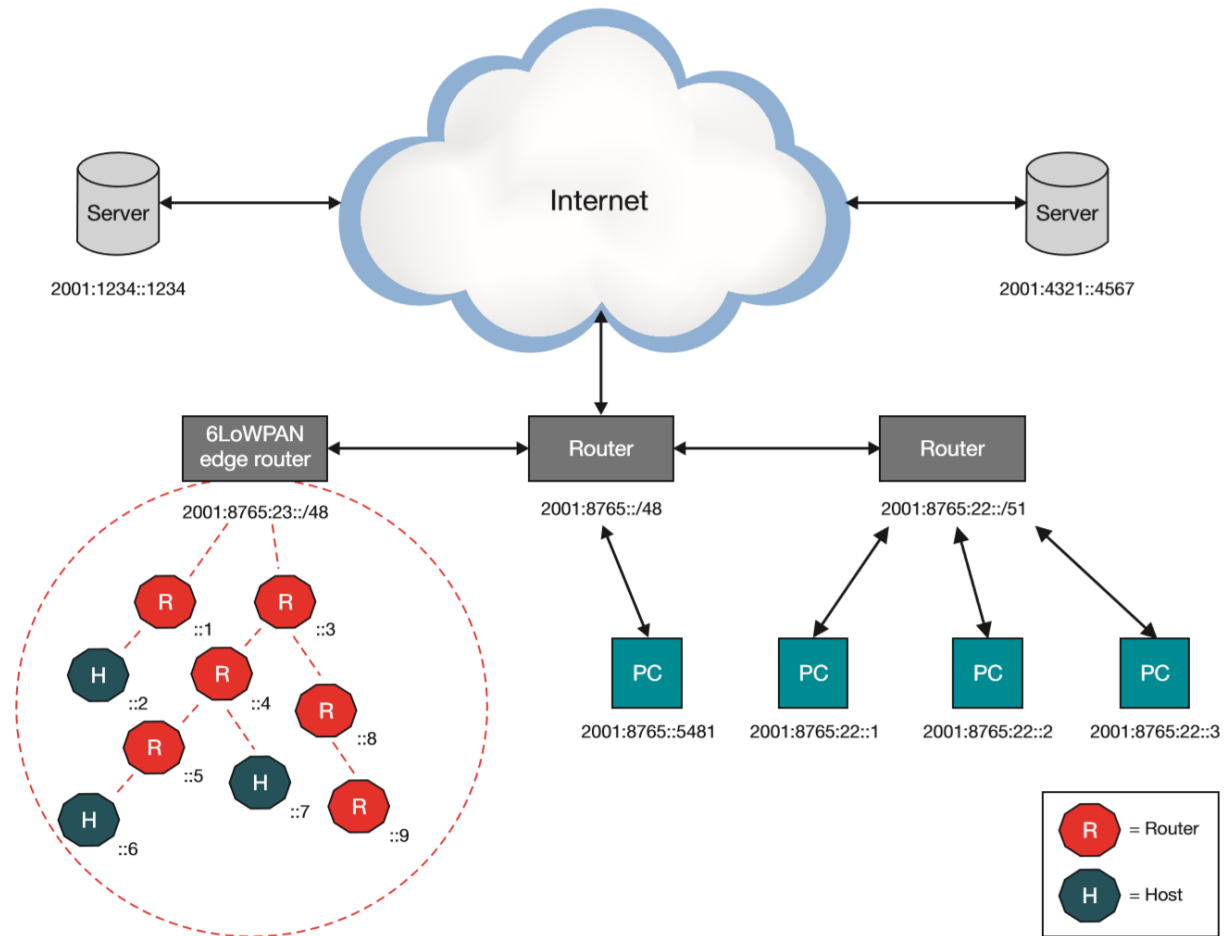 Internet
Server
Server
2001:1234::1234
2001:4321::4567
6LoWPAN
edge router
Router
Router
2001:8765:23::/48
2001:8765::/48
2001:8765:22::/51
R
::1
R
::3
H
::2
R
::4
R
::8
R
::5
H
::7
R
::9
H
::6
PC
PC
PC
PC
2001:8765::5481
2001:8765:22::1
2001:8765:22::2
2001:8765:22::3
R = Router
H = Host